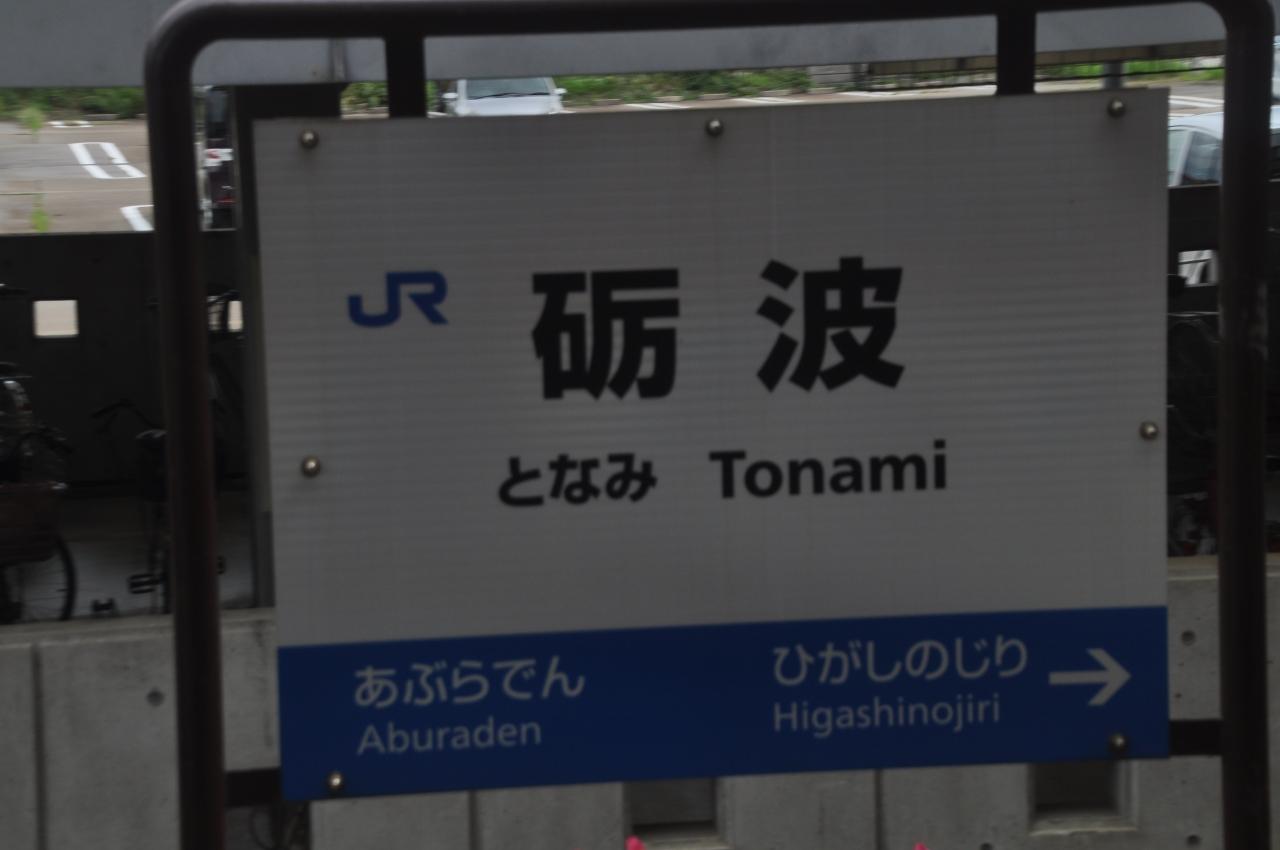 JR 砺波
となみ Tonami
あぶらでん ひがしのじり →
Aburaden Higashinojiri